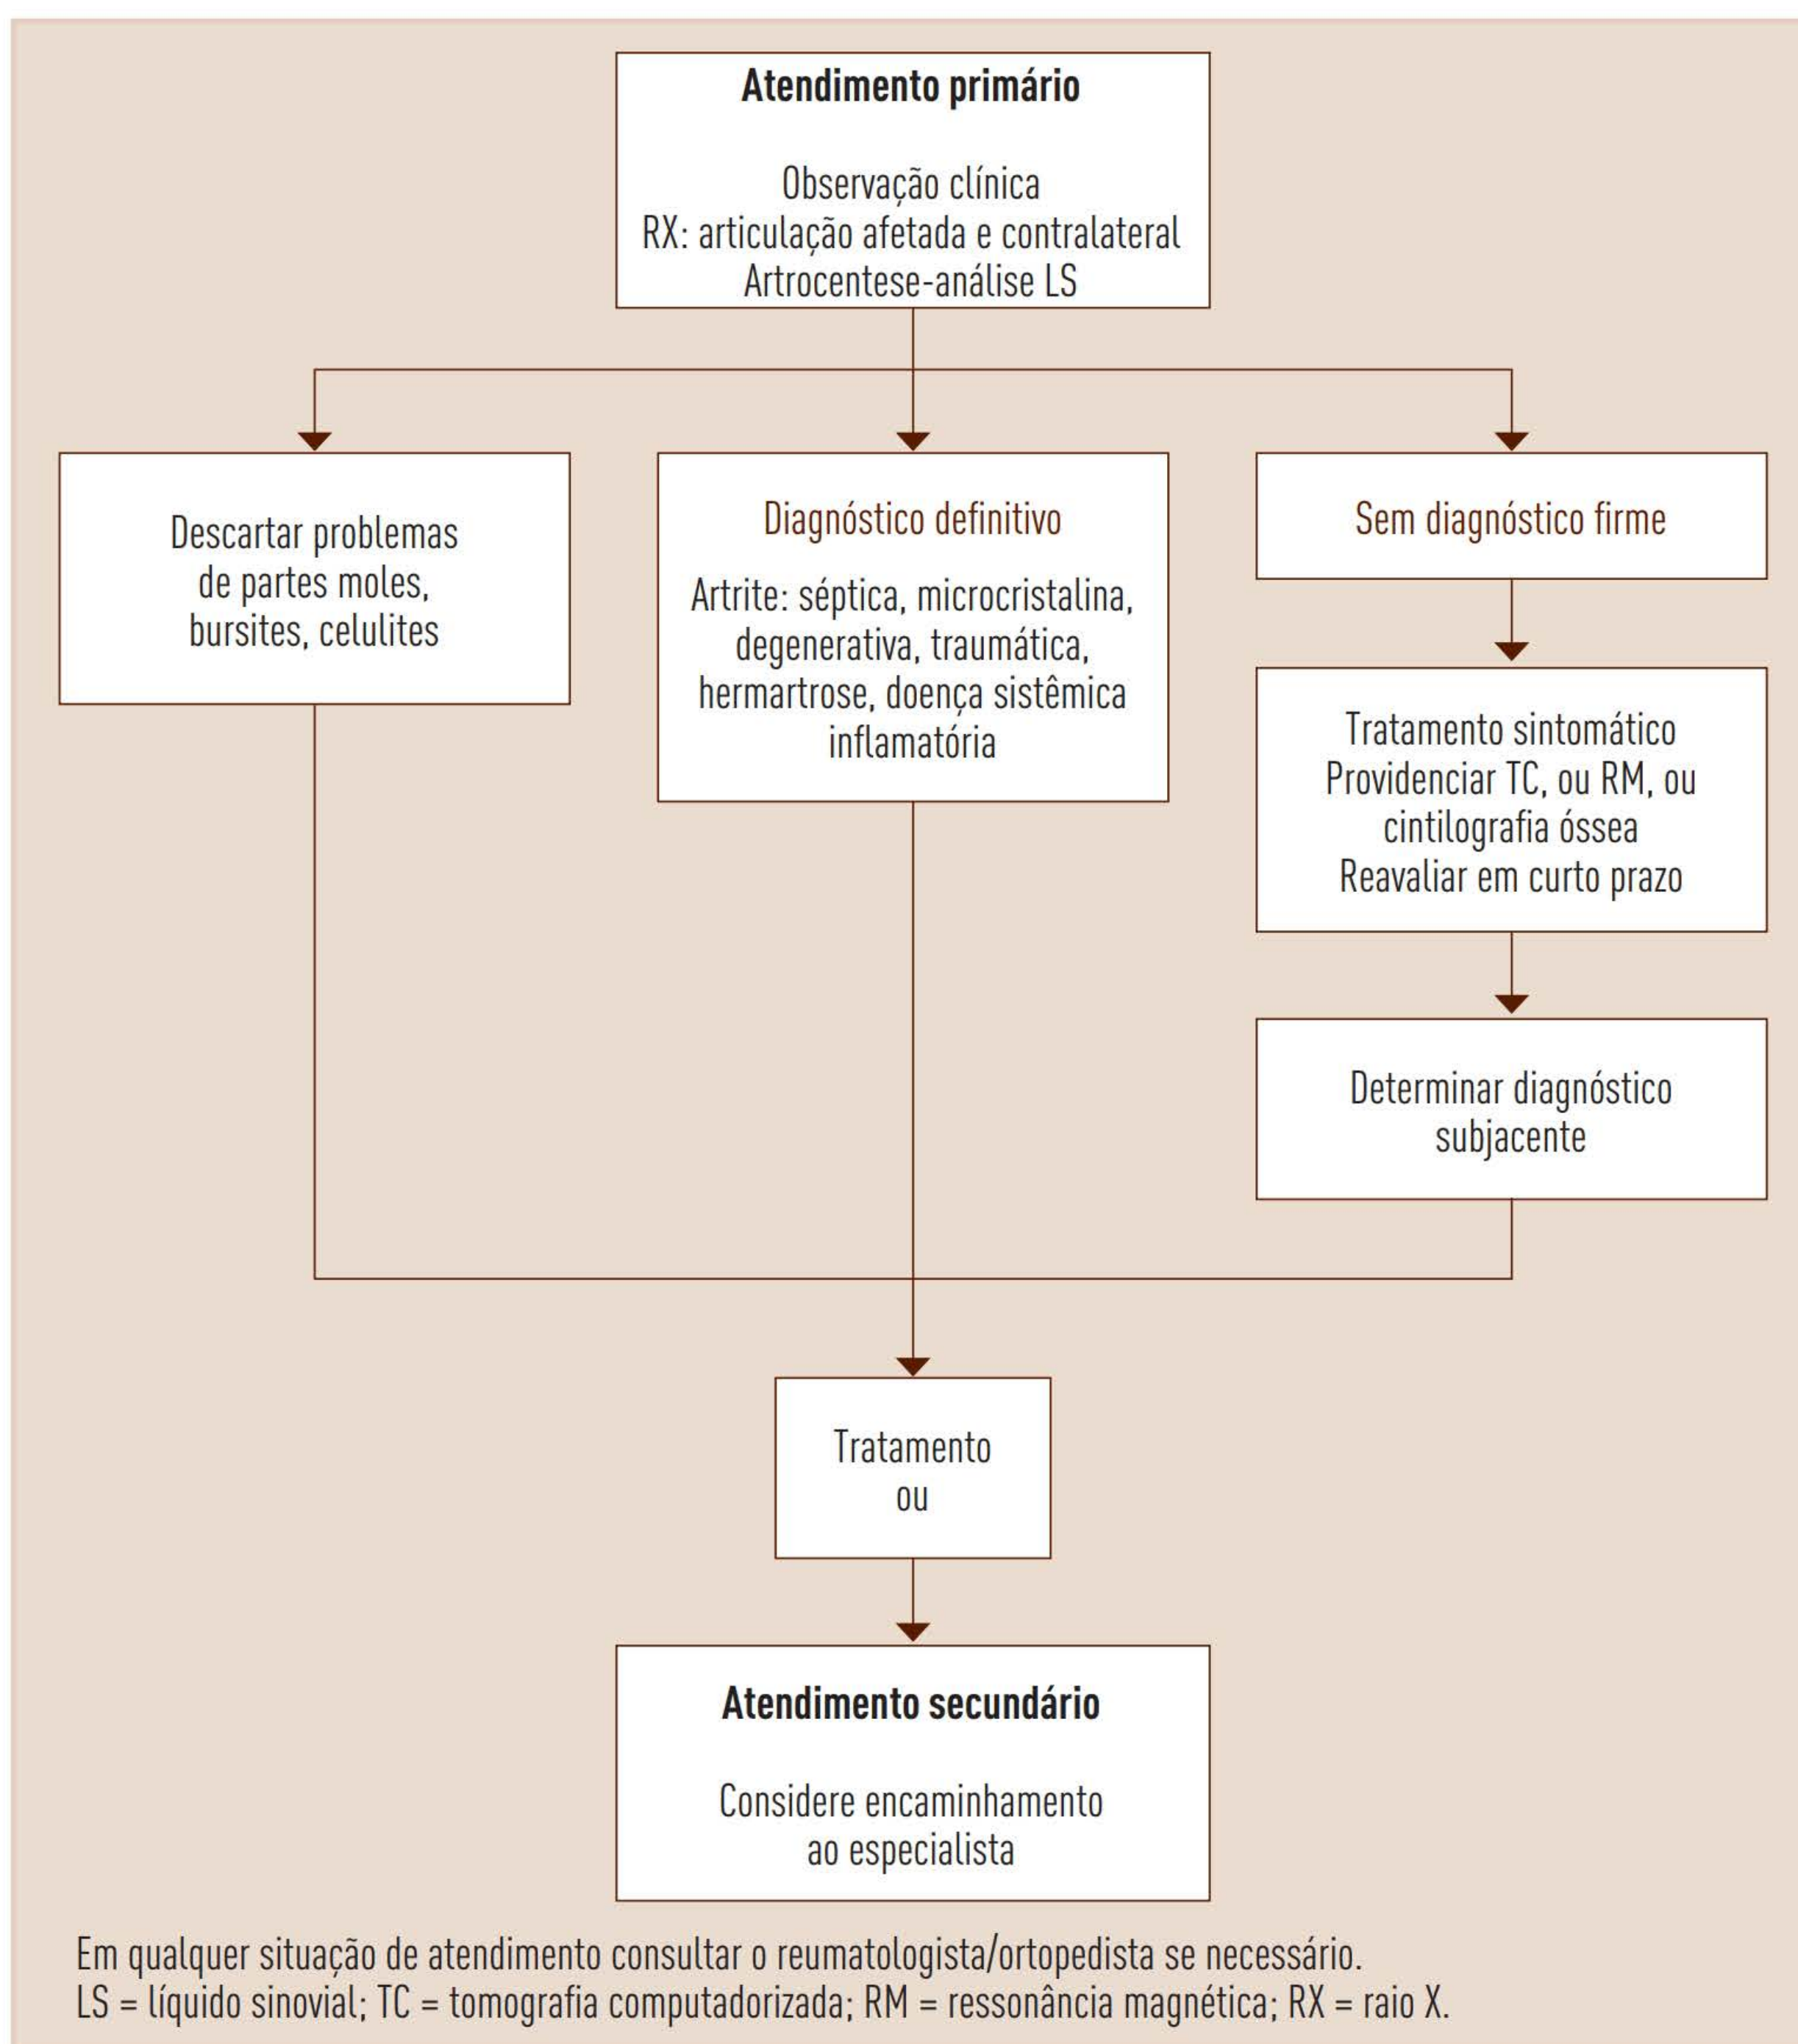 Atendimento primário
Observação clínica
RX: articulação afetada e contralateral
Artrocentese-análise LS
Descartar problemas
de partes moles,
bursites, celulites
Diagnóstico definitivo
Artrite: séptica, microcristalina,
degenerativa, traumática,
hermartrose, doença sistêmica
inflamatória
Sem diagnóstico firme
Tratamento sintomático
Providenciar TC, ou RM, ou
cintilografia óssea
Reavaliar em curto prazo
Determinar diagnóstico
subjacente
Tratamento
ou
Atendimento secundário
Considere encaminhamento
ao especialista
Em qualquer situação de atendimento consultar o reumatologista/ortopedista se necessário.
LS = líquido sinovial; TC = tomografia computadorizada; RM = ressonância magnética; RX = raio X.